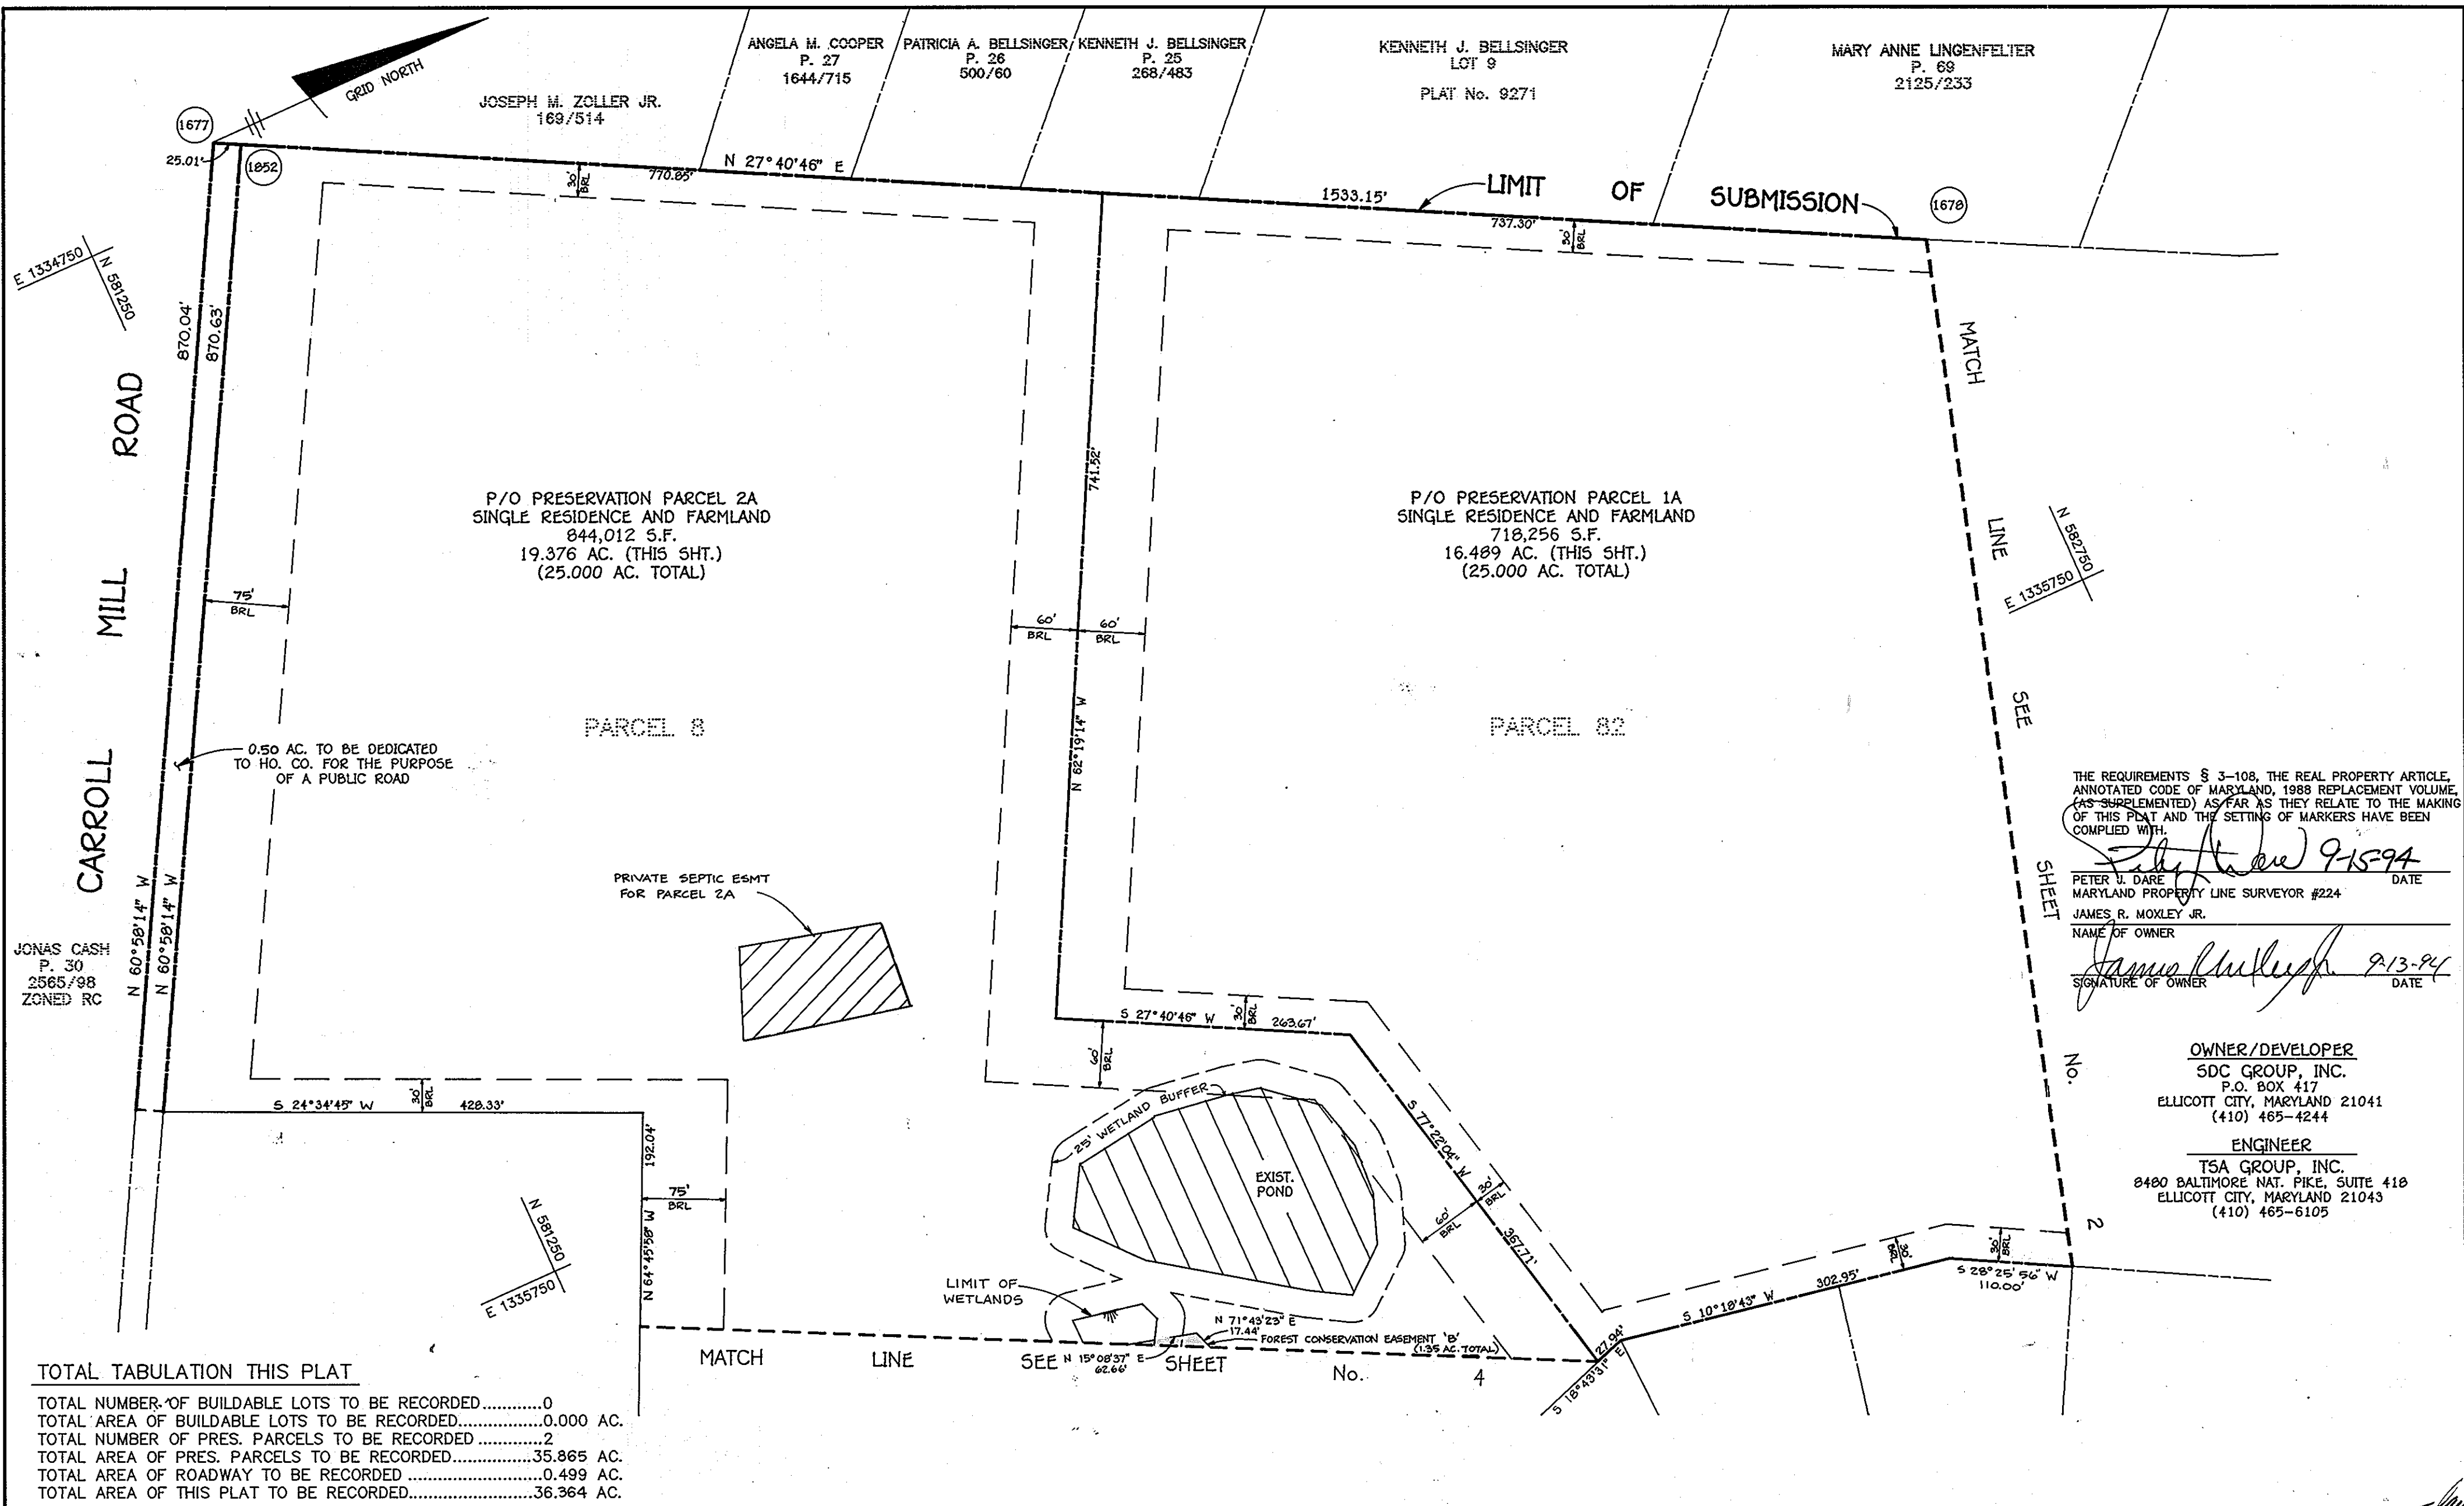 GRID NORTH
1677
1852
25.01'
JOSEPH M. ZOLLER JR.
169/514
ANGELA M. COOPER
P. 27
1644/715
PATRICIA A. BELLSINGER
P. 26
500/60
KENNETH J. BELLSINGER
P. 25
268/483
KENNETH J. BELLSINGER
LOT 9
PLAT No. 9271
MARY ANNE LINGENFELTER
P. 69
2125/233
N 27°40'46" E
770.85'
30'
BRL
1533.15'
LIMIT OF SUBMISSION
737.30'
30'
BRL
1678
E 1334750
N 581250
870.04'
870.63'
CARROLL MILL ROAD
N 60°58'14" W
N 60°58'14" W
75'
BRL
P/O PRESERVATION PARCEL 2A
SINGLE RESIDENCE AND FARMLAND
844,012 S.F.
19.376 AC. (THIS SHT.)
(25.000 AC. TOTAL)
741.52'
N 62°19'14" W
60'
BRL
60'
BRL
P/O PRESERVATION PARCEL 1A
SINGLE RESIDENCE AND FARMLAND
718,256 S.F.
16.489 AC. (THIS SHT.)
(25.000 AC. TOTAL)
MATCH LINE SEE SHEET No. 2
N 582750
E 1335750
PARCEL 8
PARCEL 82
0.50 AC. TO BE DEDICATED
TO HO. CO. FOR THE PURPOSE
OF A PUBLIC ROAD
PRIVATE SEPTIC ESMT
FOR PARCEL 2A
JONAS CASH
P. 30
2565/98
ZONED RC
THE REQUIREMENTS § 3-108, THE REAL PROPERTY ARTICLE,
ANNOTATED CODE OF MARYLAND, 1988 REPLACEMENT VOLUME,
(AS SUPPLEMENTED) AS FAR AS THEY RELATE TO THE MAKING
OF THIS PLAT AND THE SETTING OF MARKERS HAVE BEEN
COMPLIED WITH.
9-15-94
PETER J. DARE
DATE
MARYLAND PROPERTY LINE SURVEYOR #224
JAMES R. MOXLEY JR.
NAME OF OWNER
9-13-94
SIGNATURE OF OWNER
DATE
OWNER/DEVELOPER
SDC GROUP, INC.
P.O. BOX 417
ELLICOTT CITY, MARYLAND 21041
(410) 465-4244
ENGINEER
TSA GROUP, INC.
8480 BALTIMORE NAT. PIKE, SUITE 418
ELLICOTT CITY, MARYLAND 21043
(410) 465-6105
S 27°40'46" W
30'
BRL
263.67'
60'
BRL
S 24°34'45" W
30'
BRL
428.33'
192.04'
N 64°45'58" W
75'
BRL
25' WETLAND BUFFER
EXIST.
POND
S 77°22'04" W
367.71'
30'
BRL
60'
BRL
N 581250
E 1335750
LIMIT OF
WETLANDS
N 71°43'23" E
17.44'
FOREST CONSERVATION EASEMENT 'B'
(1.35 AC. TOTAL)
N 15°08'37" E
62.66'
MATCH LINE SEE SHEET No. 4
27.94'
S 18°43'31" E
S 10°18'43" W
302.95'
30'
BRL
30'
BRL
S 28°25'56" W
110.00'
TOTAL TABULATION THIS PLAT
TOTAL NUMBER OF BUILDABLE LOTS TO BE RECORDED............0
TOTAL AREA OF BUILDABLE LOTS TO BE RECORDED.................0.000 AC.
TOTAL NUMBER OF PRES. PARCELS TO BE RECORDED .............2
TOTAL AREA OF PRES. PARCELS TO BE RECORDED................35.865 AC.
TOTAL AREA OF ROADWAY TO BE RECORDED ...........................0.499 AC.
TOTAL AREA OF THIS PLAT TO BE RECORDED.........................36.364 AC.